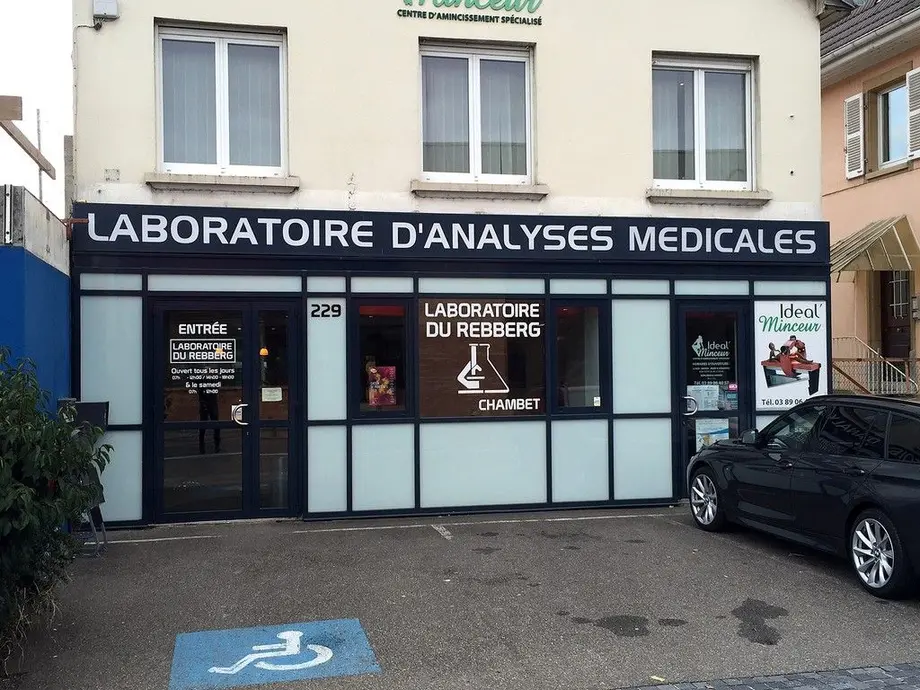 Minceur
CENTRE D'AMINCISSEMENT SPÉCIALISÉ
LABORATOIRE D'ANALYSES MEDICALES
229
ENTRÉE
LABORATOIRE
DU REBBERG
Ouvert tous les jours
& le samedi
LABORATOIRE
DU REBBERG
CHAMBET
Ideal'
Minceur
Ideal'
Minceur
Tél. 03 89 06